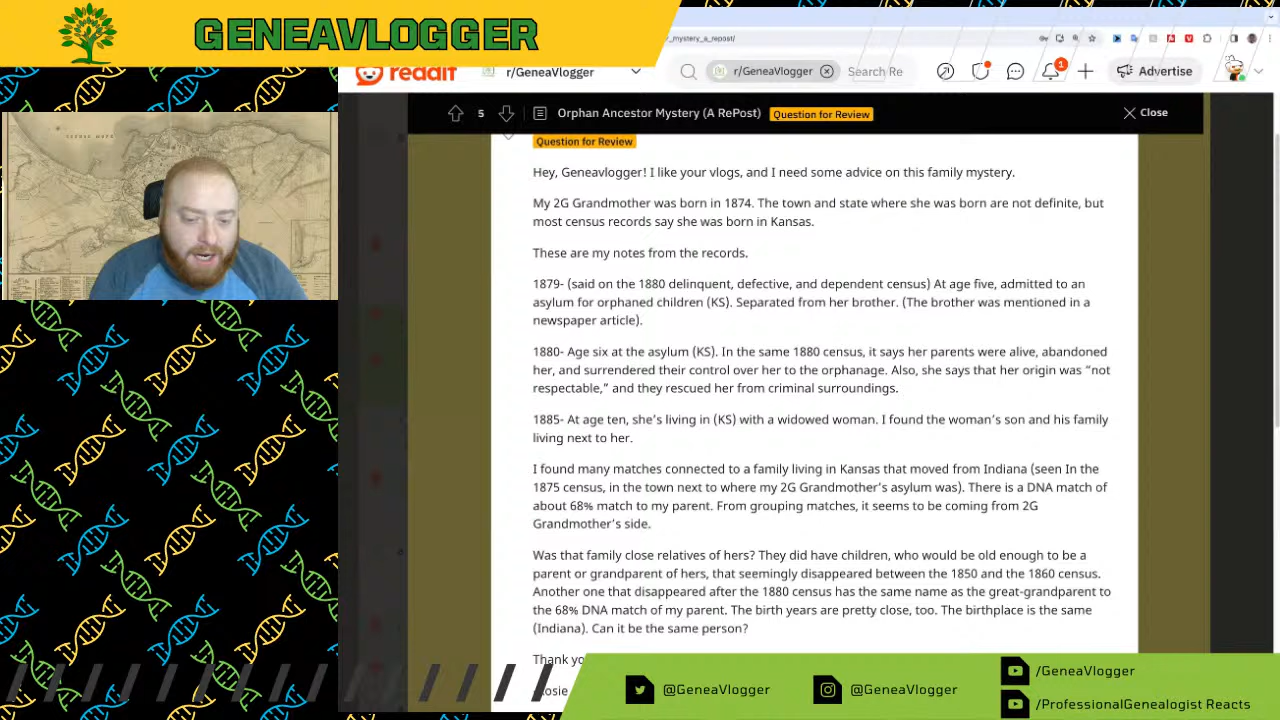 GENEAVLOGGER
_mystery_a_repost/
reddit
r/GeneaVlogger
r/GeneaVlogger
Search Re
1
Advertise
5
Orphan Ancestor Mystery (A RePost)
Question for Review
Close
Question for Review
Hey, Geneavlogger! I like your vlogs, and I need some advice on this family mystery.
My 2G Grandmother was born in 1874. The town and state where she was born are not definite, but
most census records say she was born in Kansas.
These are my notes from the records.
1879- (said on the 1880 delinquent, defective, and dependent census) At age five, admitted to an
asylum for orphaned children (KS). Separated from her brother. (The brother was mentioned in a
newspaper article).
1880- Age six at the asylum (KS). In the same 1880 census, it says her parents were alive, abandoned
her, and surrendered their control over her to the orphanage. Also, she says that her origin was “not
respectable,” and they rescued her from criminal surroundings.
1885- At age ten, she’s living in (KS) with a widowed woman. I found the woman’s son and his family
living next to her.
I found many matches connected to a family living in Kansas that moved from Indiana (seen In the
1875 census, in the town next to where my 2G Grandmother’s asylum was). There is a DNA match of
about 68% match to my parent. From grouping matches, it seems to be coming from 2G
Grandmother’s side.
Was that family close relatives of hers? They did have children, who would be old enough to be a
parent or grandparent of hers, that seemingly disappeared between the 1850 and the 1860 census.
Another one that disappeared after the 1880 census has the same name as the great-grandparent to
the 68% DNA match of my parent. The birth years are pretty close, too. The birthplace is the same
(Indiana). Can it be the same person?
Thank yo
osie
@GeneaVlogger
@GeneaVlogger
/GeneaVlogger
/ProfessionalGenealogist Reacts